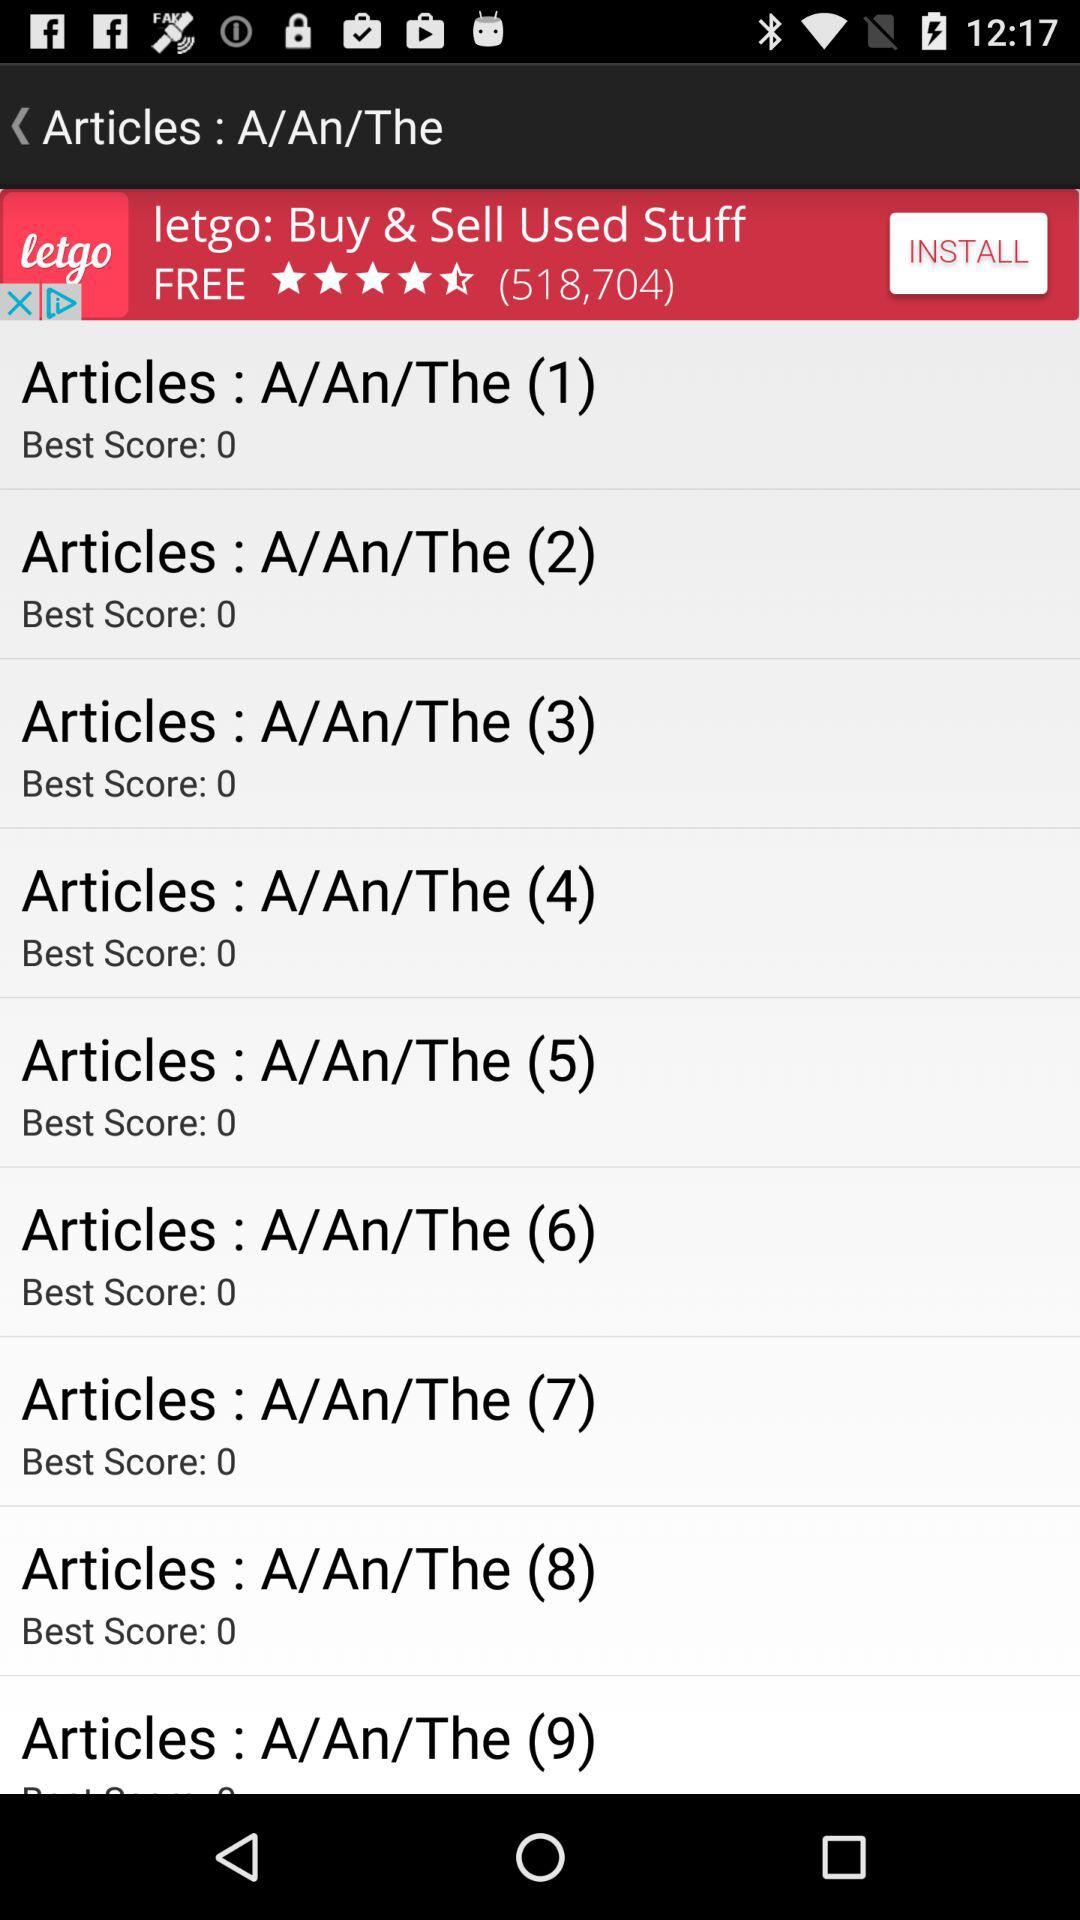 FAKE
12:17
Articles : A/An/The
letgo
letgo: Buy & Sell Used Stuff
FREE (518,704)
INSTALL
Articles : A/An/The (1)
Best Score: 0
Articles : A/An/The (2)
Best Score: 0
Articles : A/An/The (3)
Best Score: 0
Articles : A/An/The (4)
Best Score: 0
Articles : A/An/The (5)
Best Score: 0
Articles : A/An/The (6)
Best Score: 0
Articles : A/An/The (7)
Best Score: 0
Articles : A/An/The (8)
Best Score: 0
Articles : A/An/The (9)